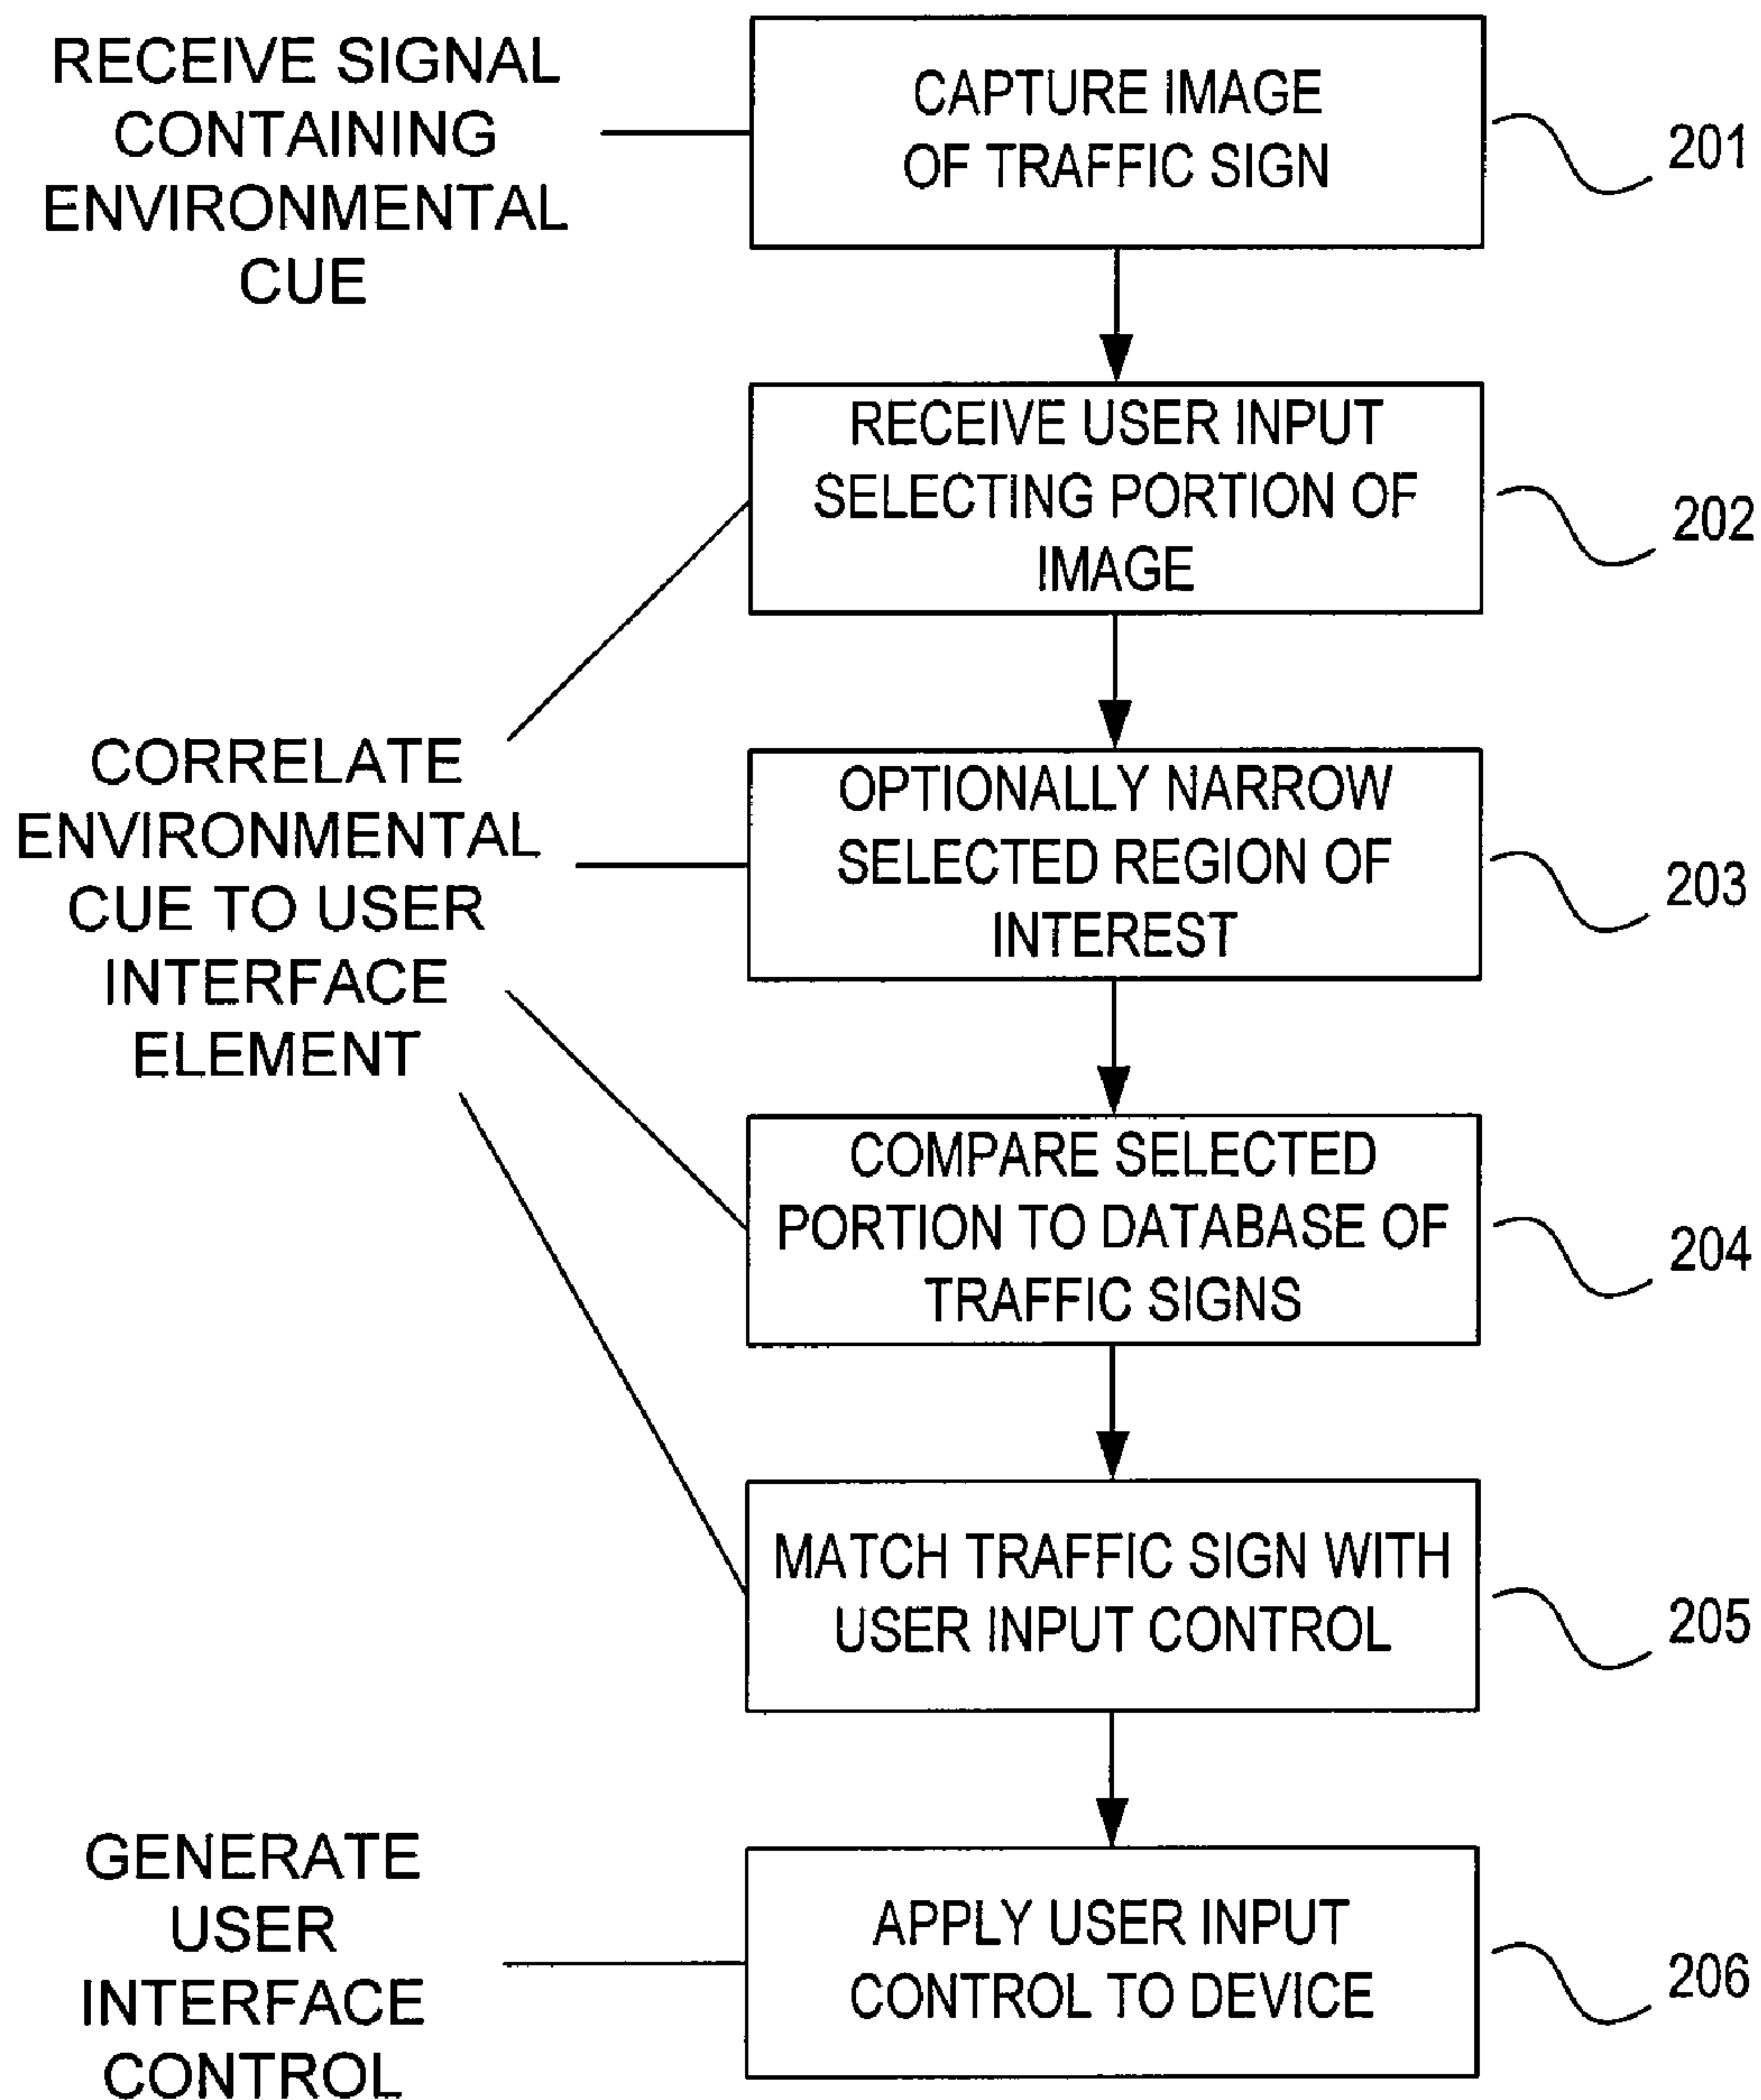 RECEIVE SIGNAL
CONTAINING
ENVIRONMENTAL
CUE
CAPTURE IMAGE
OF TRAFFIC SIGN
201
RECEIVE USER INPUT
SELECTING PORTION OF
IMAGE
202
CORRELATE
ENVIRONMENTAL
CUE TO USER
INTERFACE
ELEMENT
OPTIONALLY NARROW
SELECTED REGION OF
INTEREST
203
COMPARE SELECTED
PORTION TO DATABASE OF
TRAFFIC SIGNS
204
MATCH TRAFFIC SIGN WITH
USER INPUT CONTROL
205
GENERATE
USER
INTERFACE
CONTROL
APPLY USER INPUT
CONTROL TO DEVICE
206